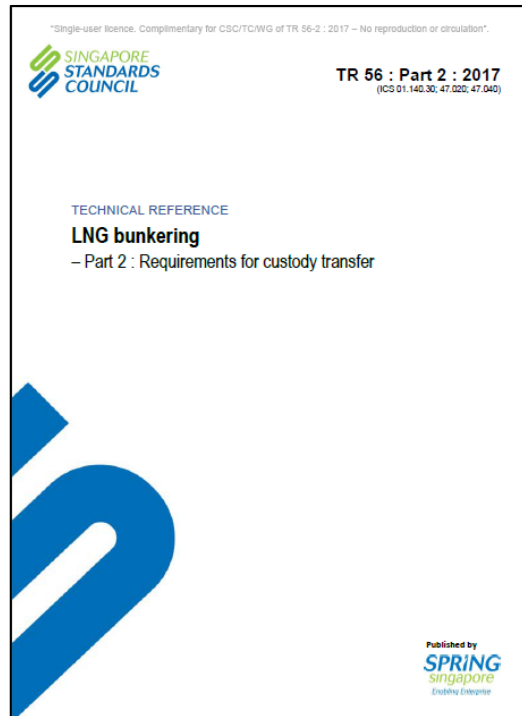 "Single-user licence. Complimentary for CSC/TC/WG of TR 56-2 : 2017 – No reproduction or circulation".
SINGAPORE
STANDARDS
COUNCIL
TR 56 : Part 2 : 2017
(ICS 01.140.30; 47.020; 47.040)
TECHNICAL REFERENCE
LNG bunkering
– Part 2 : Requirements for custody transfer
Published by
SPRING
singapore
Enabling Enterprise